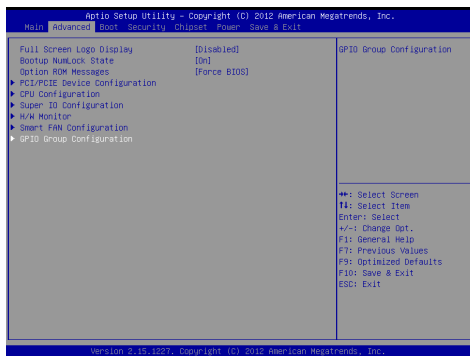 Aptio Setup Utility – Copyright (C) 2012 American Megatrends, Inc.
Main Advanced Boot Security Chipset Power Save & Exit
Full Screen Logo Display [Disabled]
Bootup NumLock State [On]
Option ROM Messages [Force BIOS]
PCI/PCIE Device Configuration
CPU Configuration
Super IO Configuration
H/W Monitor
Smart FAN Configuration
GPIO Group Configuration
GPIO Group Configuration
→←: Select Screen
↑↓: Select Item
Enter: Select
+/-: Change Opt.
F1: General Help
F7: Previous Values
F9: Optimized Defaults
F10: Save & Exit
ESC: Exit
Version 2.15.1227. Copyright (C) 2012 American Megatrends, Inc.